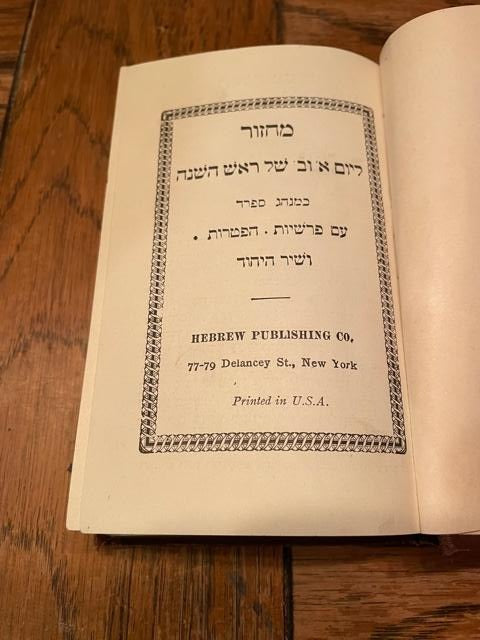 מחזור
ליום א׳ וב׳ של ראש השנה
כמנהג ספרד
עם פרשיות . הפטרות .
ושיר היחוד
HEBREW PUBLISHING CO.
77-79 Delancey St., New York
Printed in U.S.A.